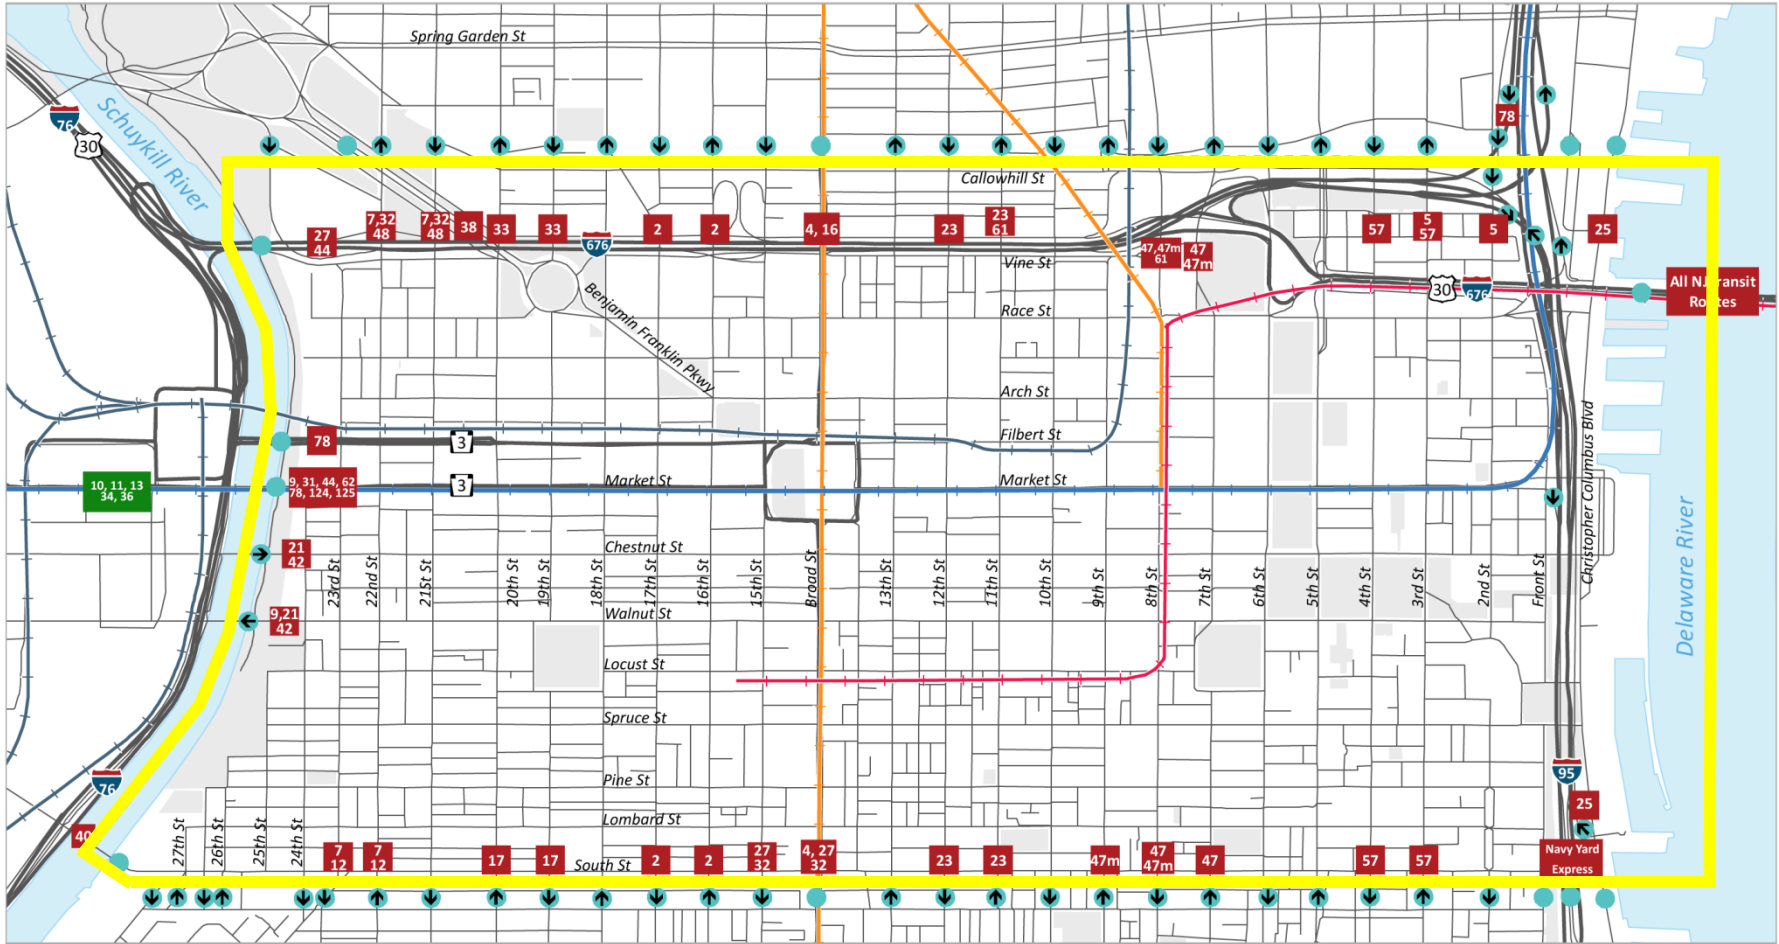 Spring Garden St
Schuykill River
76
30
78
Callowhill St
27
44
7,32
48
7,32
48
38
33
33
676
2
2
4, 16
23
23
61
47,47m
61
47
47m
57
5
57
5
25
Vine St
Benjamin Franklin Pkwy
Race St
30
676
All NJ Transit
Routes
Arch St
Christopher Columbus Blvd
78
3
Filbert St
10, 11, 13
34, 36
9, 31, 44, 62
78, 124, 125
3
Market St
Market St
Delaware River
21
42
Chestnut St
23rd St
22nd St
21St St
20th St
19th St
18th St
17th St
16th St
15th St
Broad St
13th St
12th St
11th St
10th St
9th St
8th St
7th St
6th St
5th St
4th St
3rd St
2nd St
Front St
9,21
42
Walnut St
Locust St
Spruce St
76
Pine St
95
25
Lombard St
40
27th St
26th St
25th St
24th St
7
12
7
12
17
17
South St
2
2
27
32
4, 27
32
23
23
47m
47
47m
47
57
57
Navy Yard
Express